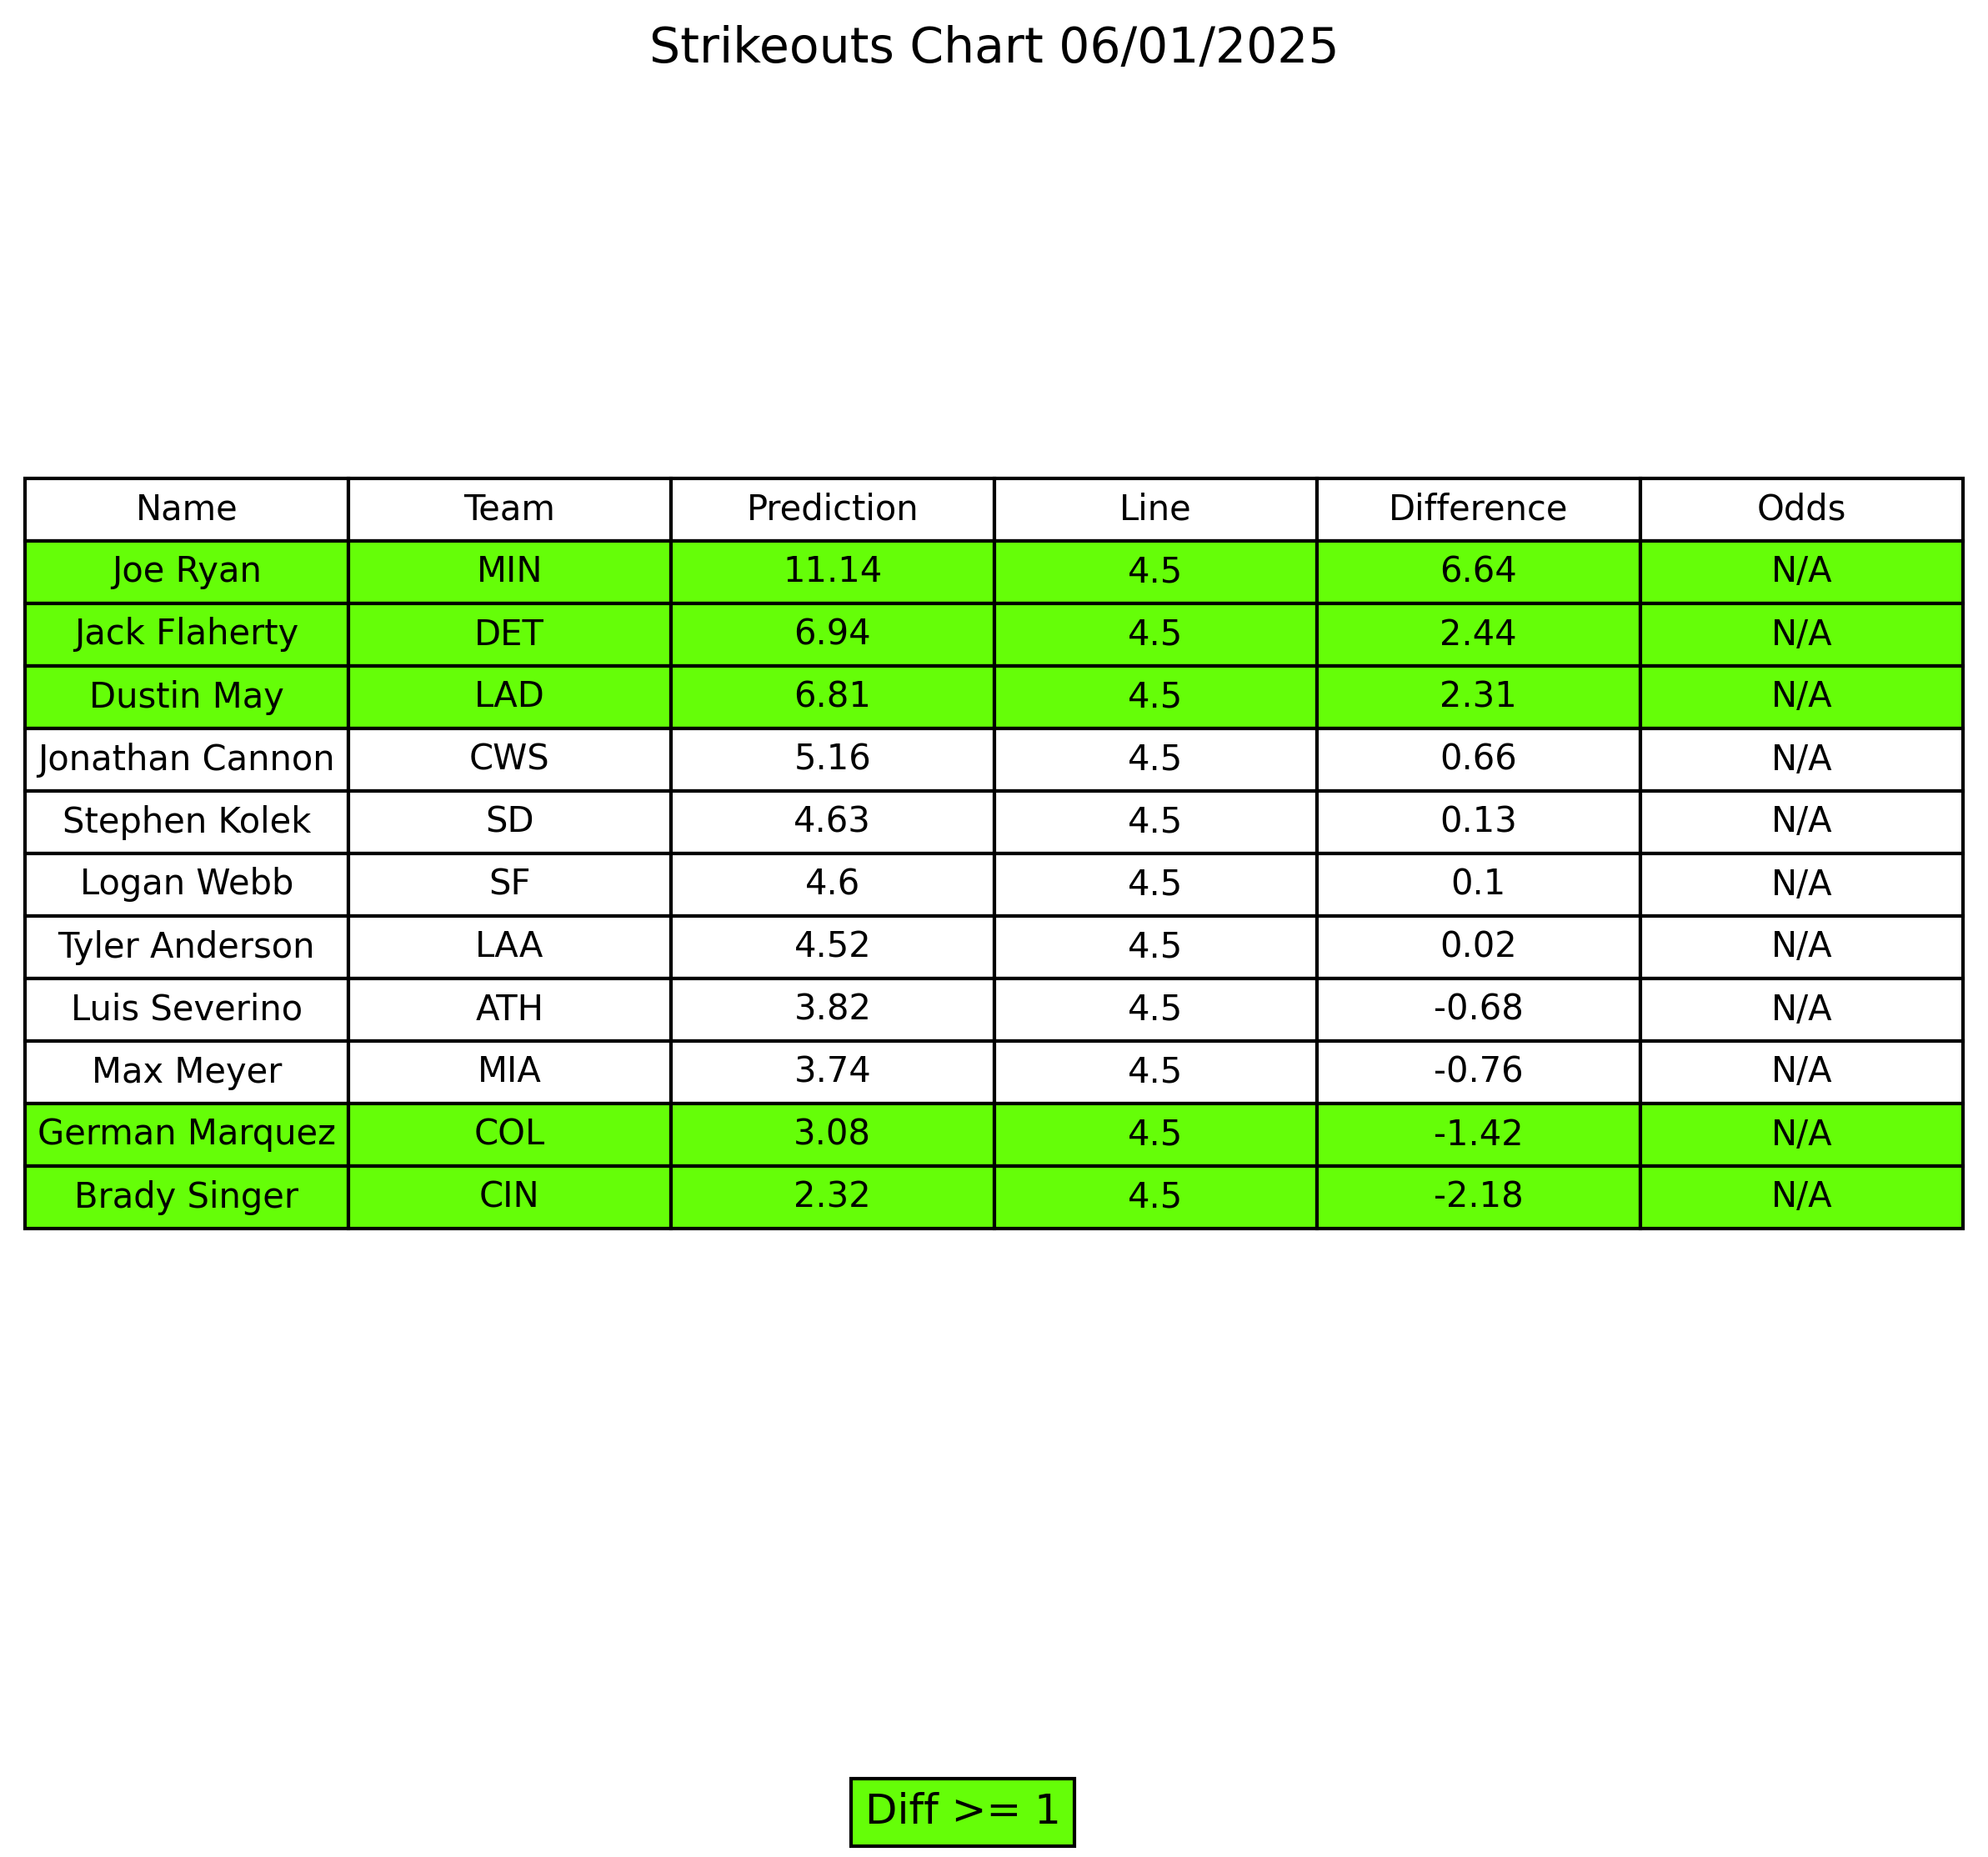 Strikeouts Chart 06/01/2025
Name Team Prediction Line Difference Odds
Joe Ryan MIN 11.14 4.5 6.64 N/A
Jack Flaherty DET 6.94 4.5 2.44 N/A
Dustin May LAD 6.81 4.5 2.31 N/A
Jonathan Cannon CWS 5.16 4.5 0.66 N/A
Stephen Kolek SD 4.63 4.5 0.13 N/A
Logan Webb SF 4.6 4.5 0.1 N/A
Tyler Anderson LAA 4.52 4.5 0.02 N/A
Luis Severino ATH 3.82 4.5 -0.68 N/A
Max Meyer MIA 3.74 4.5 -0.76 N/A
German Marquez COL 3.08 4.5 -1.42 N/A
Brady Singer CIN 2.32 4.5 -2.18 N/A
Diff >= 1